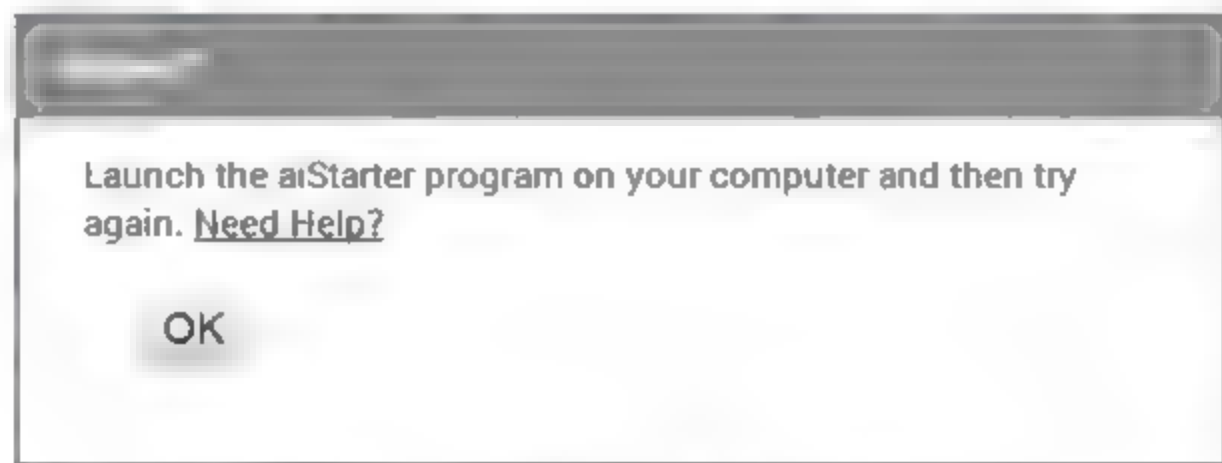 Launch the aiStarter program on your computer and then try
again. Need Help?
OK